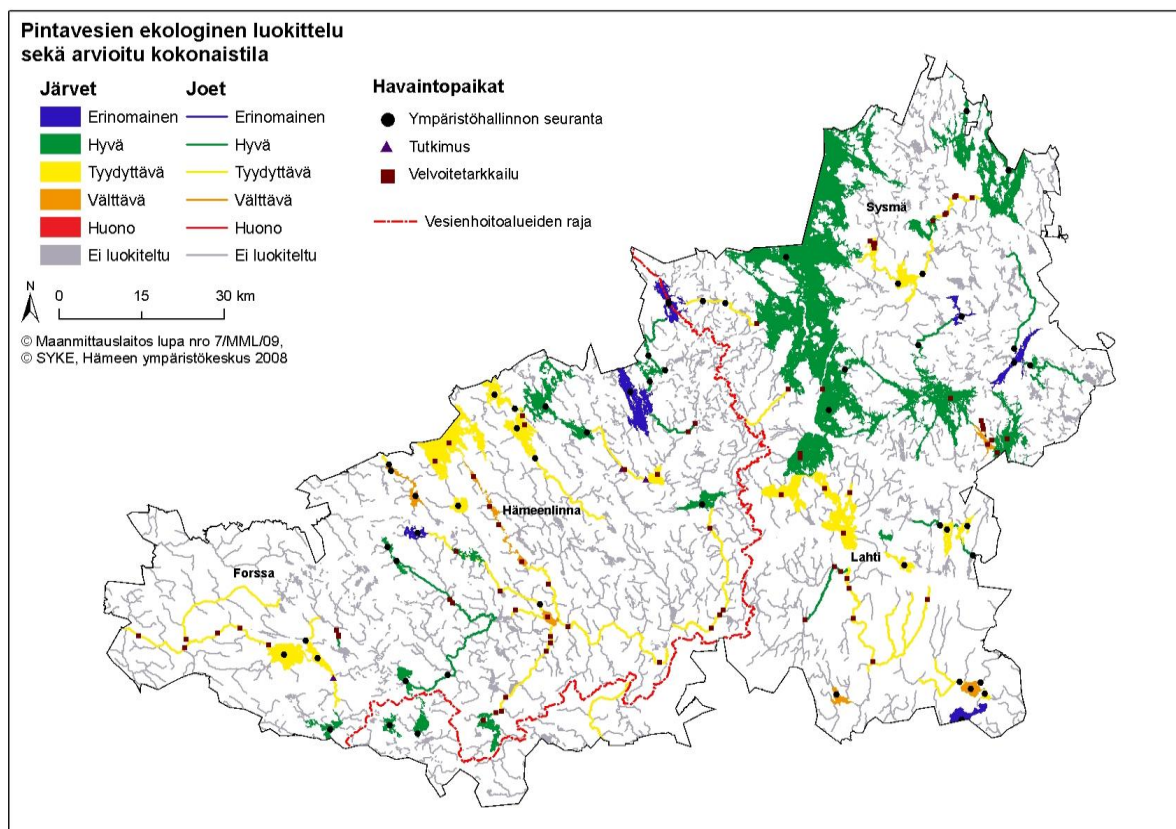 Pintavesien ekologinen luokittelu
sekä arvioitu kokonaistila
Järvet
Erinomainen
Hyvä
Tyydyttävä
Välttävä
Huono
Ei luokiteltu
Joet
Erinomainen
Hyvä
Tyydyttävä
Välttävä
Huono
Ei luokiteltu
Havaintopaikat
Ympäristöhallinnon seuranta
Tutkimus
Velvoitetarkkailu
Vesienhoitoalueiden raja
N
0 15 30 km
© Maanmittauslaitos lupa nro 7/MML/09,
© SYKE, Hämeen ympäristökeskus 2008
Sysmä
Hämeenlinna
Lahti
Forssa